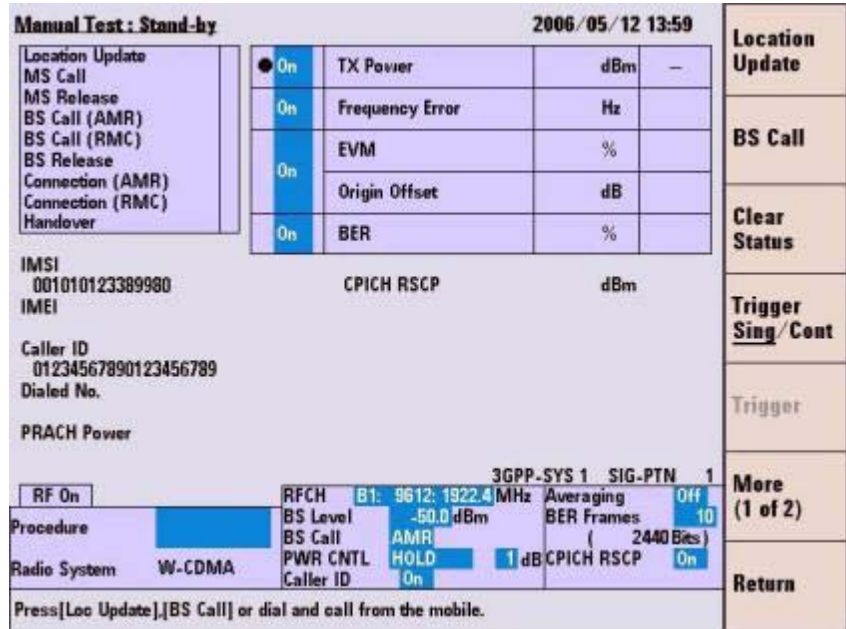 Manual Test : Stand-by 2006/05/12 13:59
Location Update
MS Call
MS Release
BS Call (AMR)
BS Call (RMC)
BS Release
Connection (AMR)
Connection (RMC)
Handover
On TX Power dBm –
On Frequency Error Hz
On EVM %
Origin Offset dB
On BER %
CPICH RSCP dBm
IMSI
001010123389980
IMEI
Caller ID
01234567890123456789
Dialed No.
PRACH Power
3GPP-SYS 1 SIG-PTN 1
RF On
Procedure
Radio System W-CDMA
RFCH B1: 9612: 1922.4 MHz
BS Level -50.0 dBm
BS Call AMR
PWR CNTL HOLD 1 dB
Caller ID On
Averaging Off
BER Frames 10
( 2440 Bits )
CPICH RSCP On
Press[Loc Update],[BS Call] or dial and call from the mobile.
Location
Update
BS Call
Clear
Status
Trigger
Sing/Cont
Trigger
More
(1 of 2)
Return